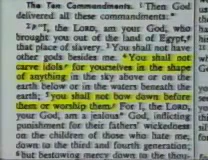 The Ten Commandments. ¹Then God
delivered all these commandments:
²"I, the LORD, am your God, who
brought you out of the land of Egypt,
that place of slavery. ³You shall not have
other gods besides me. ⁴You shall not
carve idols for yourselves in the shape
of anything in the sky above or on the
earth below or in the waters beneath the
earth; ⁵you shall not bow down before
them or worship them. For I, the LORD,
your God, am a jealous God, inflicting
punishment for their fathers' wickedness
on the children of those who hate me,
down to the third and fourth generation;
⁶but bestowing mercy down to the